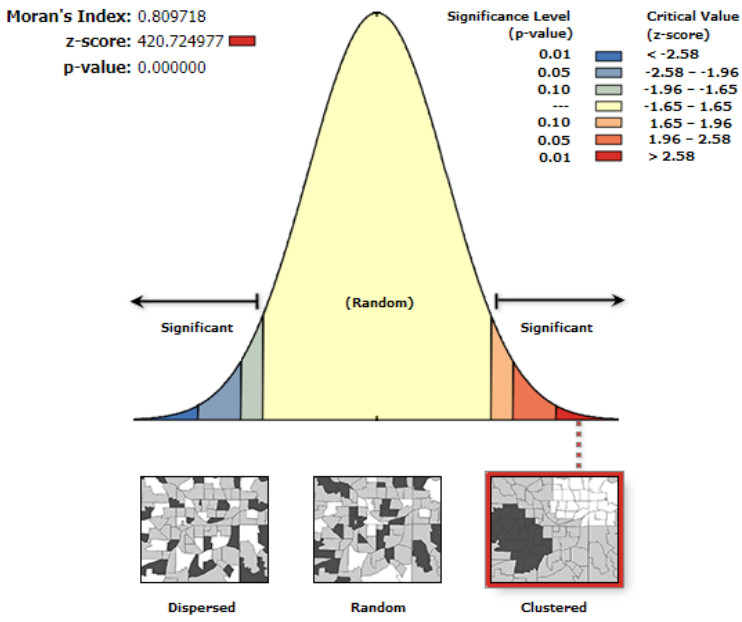 Moran's Index: 0.809718
z-score: 420.724977
p-value: 0.000000
Significance Level
(p-value)
Critical Value
(z-score)
0.01 < -2.58
0.05 -2.58 – -1.96
0.10 -1.96 – -1.65
--- -1.65 – 1.65
0.10 1.65 – 1.96
0.05 1.96 – 2.58
0.01 > 2.58
(Random)
Significant
Significant
Dispersed
Random
Clustered